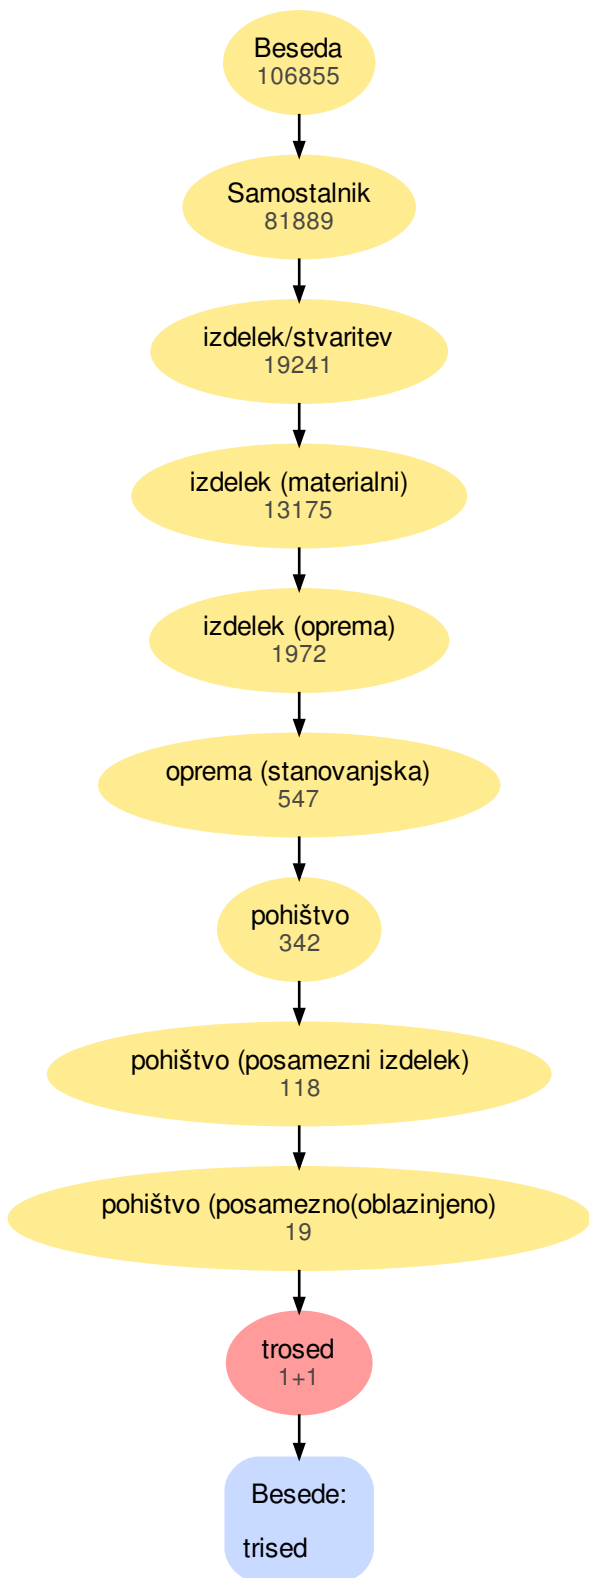 Beseda
106855
Samostalnik
81889
izdelek/stvaritev
19241
izdelek (materialni)
13175
izdelek (oprema)
1972
oprema (stanovanjska)
547
pohištvo
342
pohištvo (posamezni izdelek)
118
pohištvo (posamezno(oblazinjeno)
19
trosed
1+1
Besede:
trised